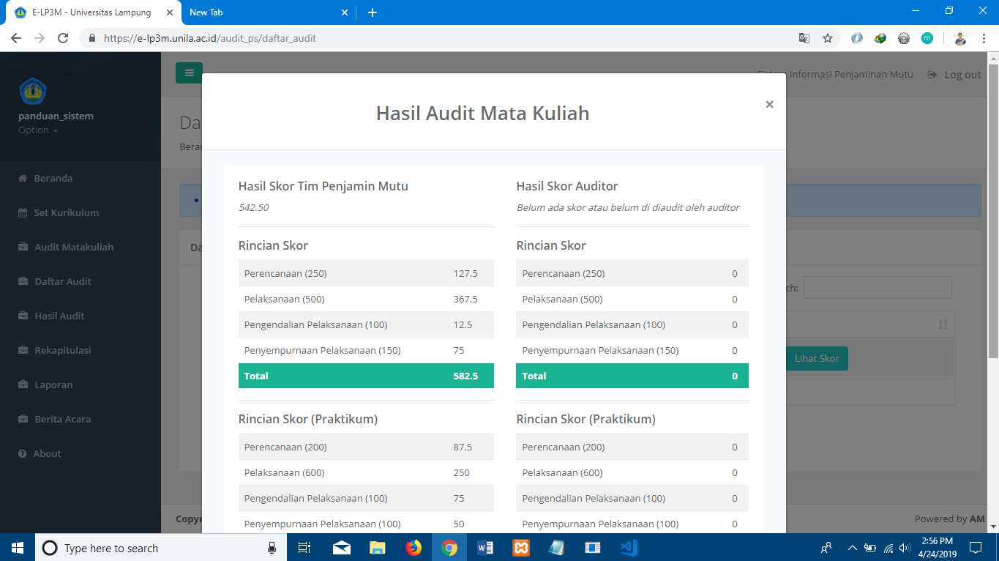 E-LP3M - Universitas Lampung
New Tab
https://e-lp3m.unila.ac.id/audit_ps/daftar_audit
m
panduan_sistem
Option
Beranda
Set Kurikulum
Audit Matakuliah
Daftar Audit
Hasil Audit
Rekapitulasi
Laporan
Berita Acara
About
Informasi Penjaminan Mutu
Log out
Hasil Audit Mata Kuliah
×
Hasil Skor Tim Penjamin Mutu
542.50
Rincian Skor
Perencanaan (250) 127.5
Pelaksanaan (500) 367.5
Pengendalian Pelaksanaan (100) 12.5
Penyempurnaan Pelaksanaan (150) 75
Total 582.5
Rincian Skor (Praktikum)
Perencanaan (200) 87.5
Pelaksanaan (600) 250
Pengendalian Pelaksanaan (100) 75
Penyempurnaan Pelaksanaan (100) 50
Hasil Skor Auditor
Belum ada skor atau belum di diaudit oleh auditor
Rincian Skor
Perencanaan (250) 0
Pelaksanaan (500) 0
Pengendalian Pelaksanaan (100) 0
Penyempurnaan Pelaksanaan (150) 0
Total 0
Rincian Skor (Praktikum)
Perencanaan (200) 0
Pelaksanaan (600) 0
Pengendalian Pelaksanaan (100) 0
Penyempurnaan Pelaksanaan (100) 0
ch:
Lihat Skor
Powered by AM
Type here to search
2:56 PM
4/24/2019